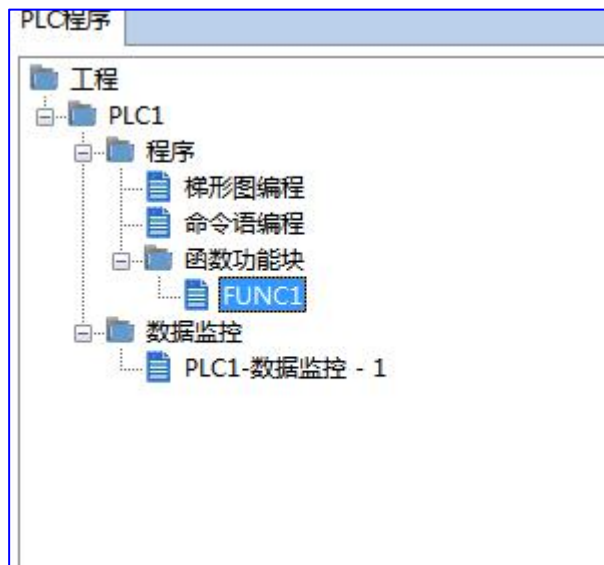 PLC程序
工程
PLC1
程序
梯形图编程
命令语编程
函数功能块
FUNC1
数据监控
PLC1-数据监控 - 1